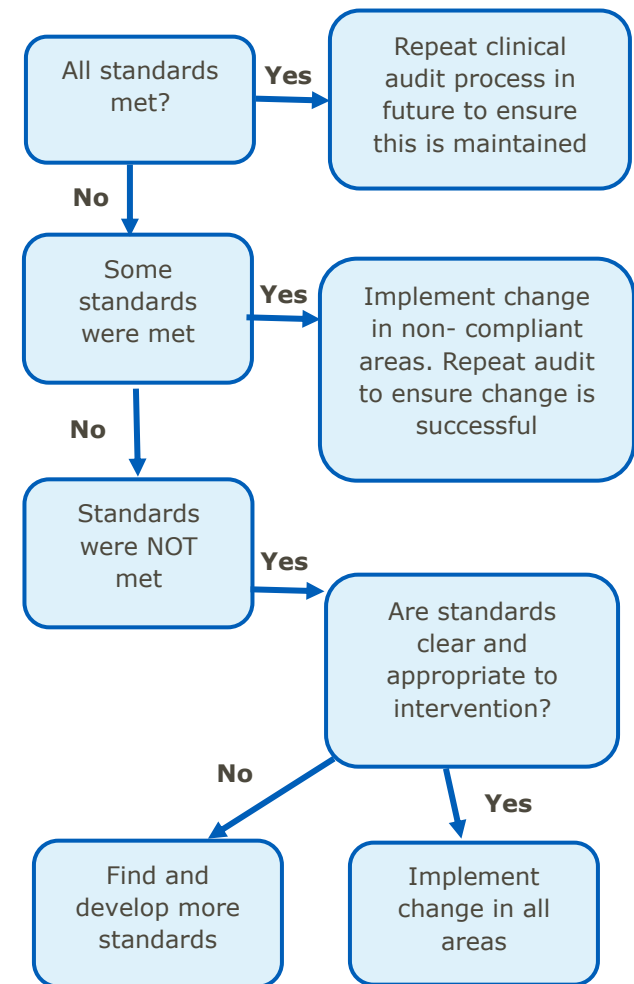 All standards
met?
Yes
Repeat clinical
audit process in
future to ensure
this is maintained
No
Some
standards
were met
Yes
Implement change
in non- compliant
areas. Repeat audit
to ensure change is
successful
No
Standards
were NOT
met
Yes
Are standards
clear and
appropriate to
intervention?
No
Yes
Find and
develop more
standards
Implement
change in all
areas